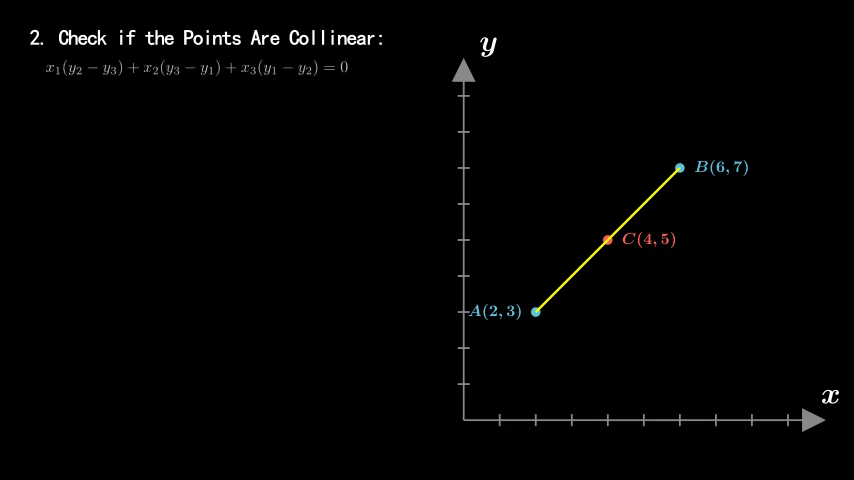 2. Check if the Points Are Collinear:
x₁(y₂ − y₃) + x₂(y₃ − y₁) + x₃(y₁ − y₂) = 0
y
B(6, 7)
C(4, 5)
A(2, 3)
x